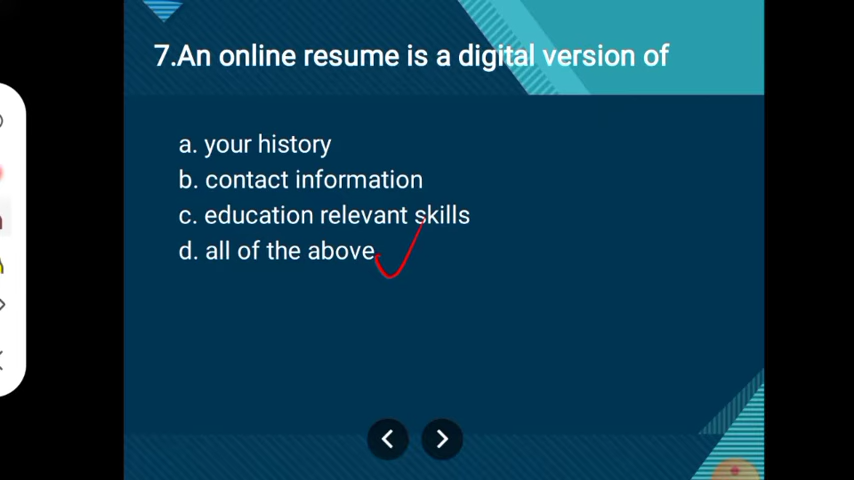 7.An online resume is a digital version of
a. your history
b. contact information
c. education relevant skills
d. all of the above